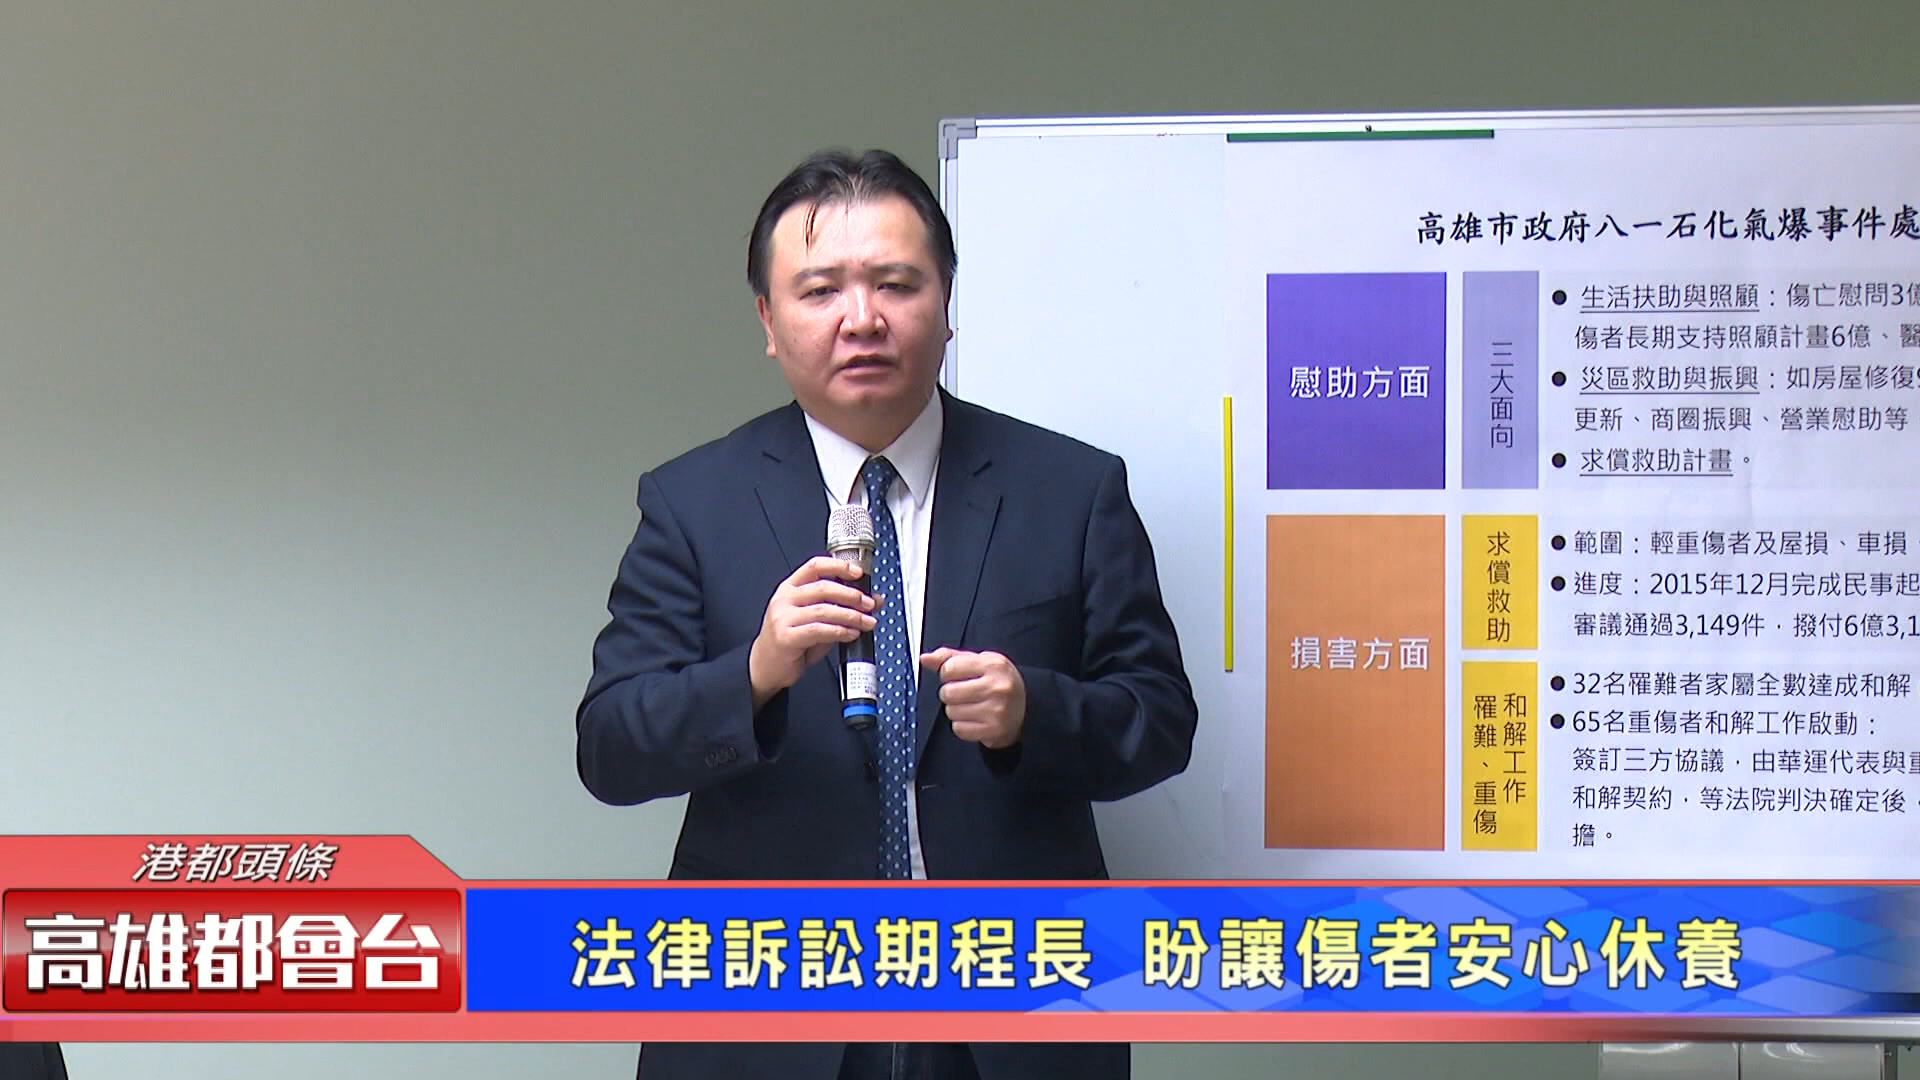 高雄市政府八一石化氣爆事件處
慰助方面
三大面向
● 生活扶助與照顧：傷亡慰問3億
傷者長期支持照顧計畫6億、醫
● 災區救助與振興：如房屋修復9
更新、商圈振興、營業慰助等
● 求償救助計畫。
損害方面
求償救助
● 範圍：輕重傷者及屋損、車損、
● 進度：2015年12月完成民事起
審議通過3,149件，撥付6億3,1
罹難、重傷
和解工作
● 32名罹難者家屬全數達成和解
● 65名重傷者和解工作啟動：
簽訂三方協議，由華運代表與重
和解契約，等法院判決確定後，
擔。
港都頭條
高雄都會台
法律訴訟期程長 盼讓傷者安心休養